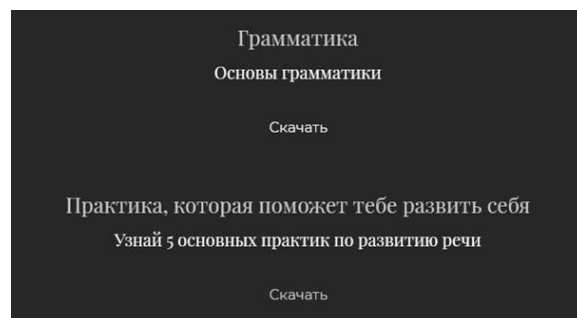 Грамматика
Основы грамматики
Скачать
Практика, которая поможет тебе развить себя
Узнай 5 основных практик по развитию речи
Скачать